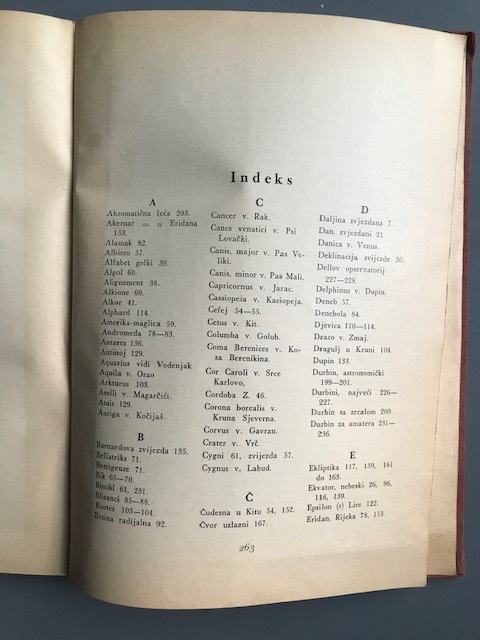 Indeks
A
Ahromatična leća 203.
Akernar = α Eridana
153.
Alamak 82.
Albireo 57.
Alfabet grčki 36.
Algol 60.
Alignement 38.
Alkione 69.
Alkor 41.
Alphard 114.
Amerika-maglica 59.
Andromeda 78—83.
Antares 136.
Antinoj 129.
Aquarius vidi Vodenjak
Aquila v. Orao
Arkturus 103.
Aselli v. Magarčići.
Atair 129.
Auriga v. Kočijaš.
B
Barnardova zvijezda 135.
Bellatriks 71.
Beteigeuze 71.
Bik 65—70.
Binokl 61, 231.
Blizanci 85—88.
Bootes 103—104.
Brzina radijalna 92.
C
Cancer v. Rak.
Canes venatici v. Psi
Lovački.
Canis, major v. Pas Ve-
liki.
Canis, minor v. Pas Mali.
Capricornus v. Jarac.
Cassiopeia v. Kasiopeja.
Cefej 54—55.
Cetus v. Kit.
Columba v. Golub.
Coma Berenices v. Ko-
sa Berenikina.
Cor Caroli v. Srce
Karlovo,
Cordoba Z. 46.
Corona borealis v.
Kruna Sjeverna.
Corvus v. Gavran.
Crater v. Vrč.
Cygni 61, zvijezda 57.
Cygnus v. Labud.
Č
Čudesna u Kitu 54, 152.
Čvor uzlazni 167.
D
Daljina zvjezdana 7.
Dan, zvjezdani 21.
Danica v. Venus.
Deklinacija zvijezde 30.
Dellov opservatorij
227—228.
Delphinus v. Dupin.
Deneb 57.
Denebola 84.
Djevica 110—114.
Draco v. Zmaj.
Dragulj u Kruni 104.
Dupin 133.
Durbin, astronomički
199—201.
Durbini, najveći 226—
227.
Durbin sa zrcalom 209.
Durbin za amatera 231—
236.
E
Ekliptika 117, 139, 161
do 163.
Ekvator, nebeski 26, 96,
116, 139.
Epsilon (ε) Lire 122.
Eridan, Rijeka 78, 153.
263